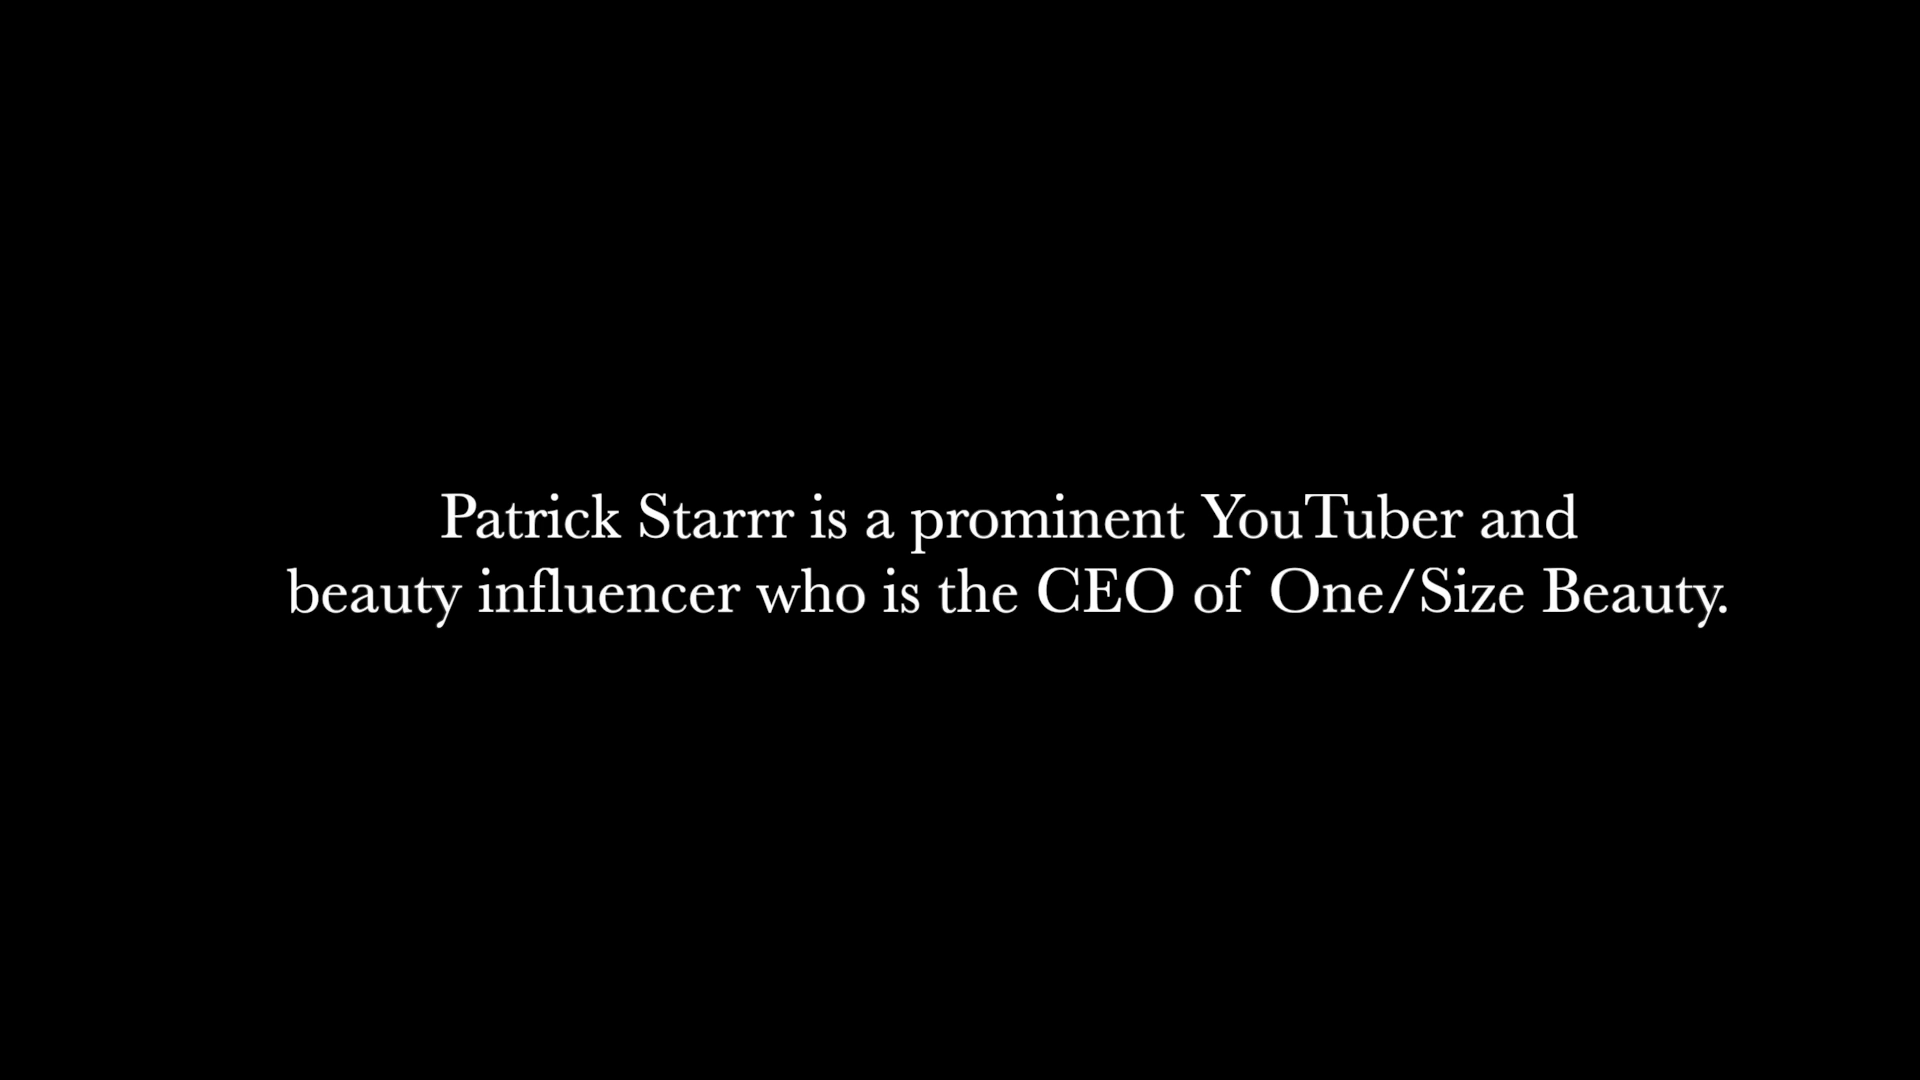 Patrick Starrr is a prominent YouTuber and
beauty influencer who is the CEO of One/Size Beauty.